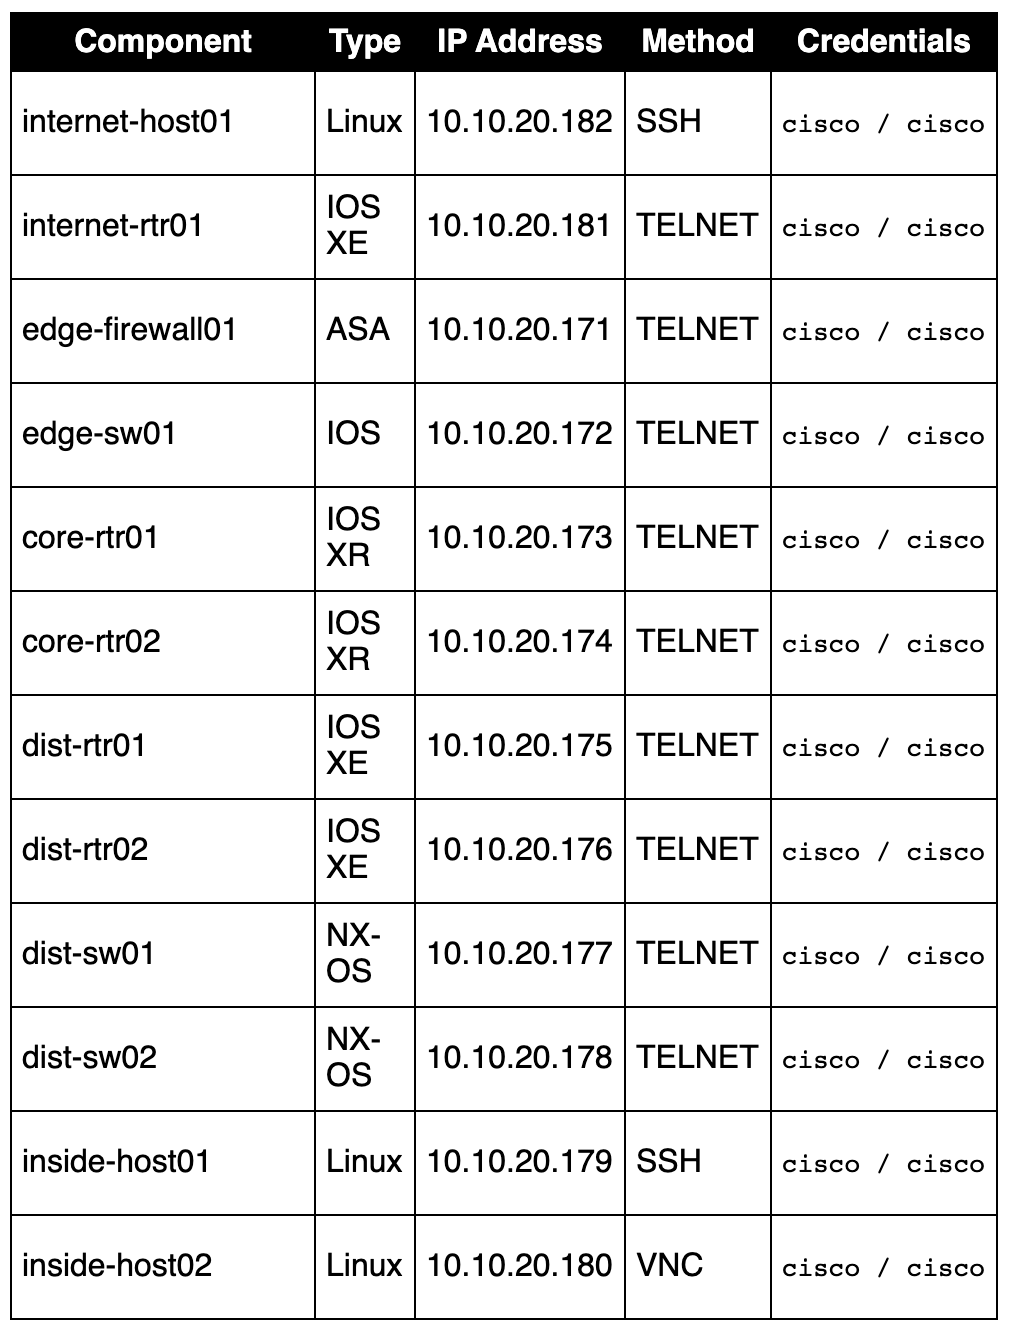 Component Type IP Address Method Credentials
internet-host01 Linux 10.10.20.182 SSH cisco / cisco
internet-rtr01 IOS XE 10.10.20.181 TELNET cisco / cisco
edge-firewall01 ASA 10.10.20.171 TELNET cisco / cisco
edge-sw01 IOS 10.10.20.172 TELNET cisco / cisco
core-rtr01 IOS XR 10.10.20.173 TELNET cisco / cisco
core-rtr02 IOS XR 10.10.20.174 TELNET cisco / cisco
dist-rtr01 IOS XE 10.10.20.175 TELNET cisco / cisco
dist-rtr02 IOS XE 10.10.20.176 TELNET cisco / cisco
dist-sw01 NX-OS 10.10.20.177 TELNET cisco / cisco
dist-sw02 NX-OS 10.10.20.178 TELNET cisco / cisco
inside-host01 Linux 10.10.20.179 SSH cisco / cisco
inside-host02 Linux 10.10.20.180 VNC cisco / cisco